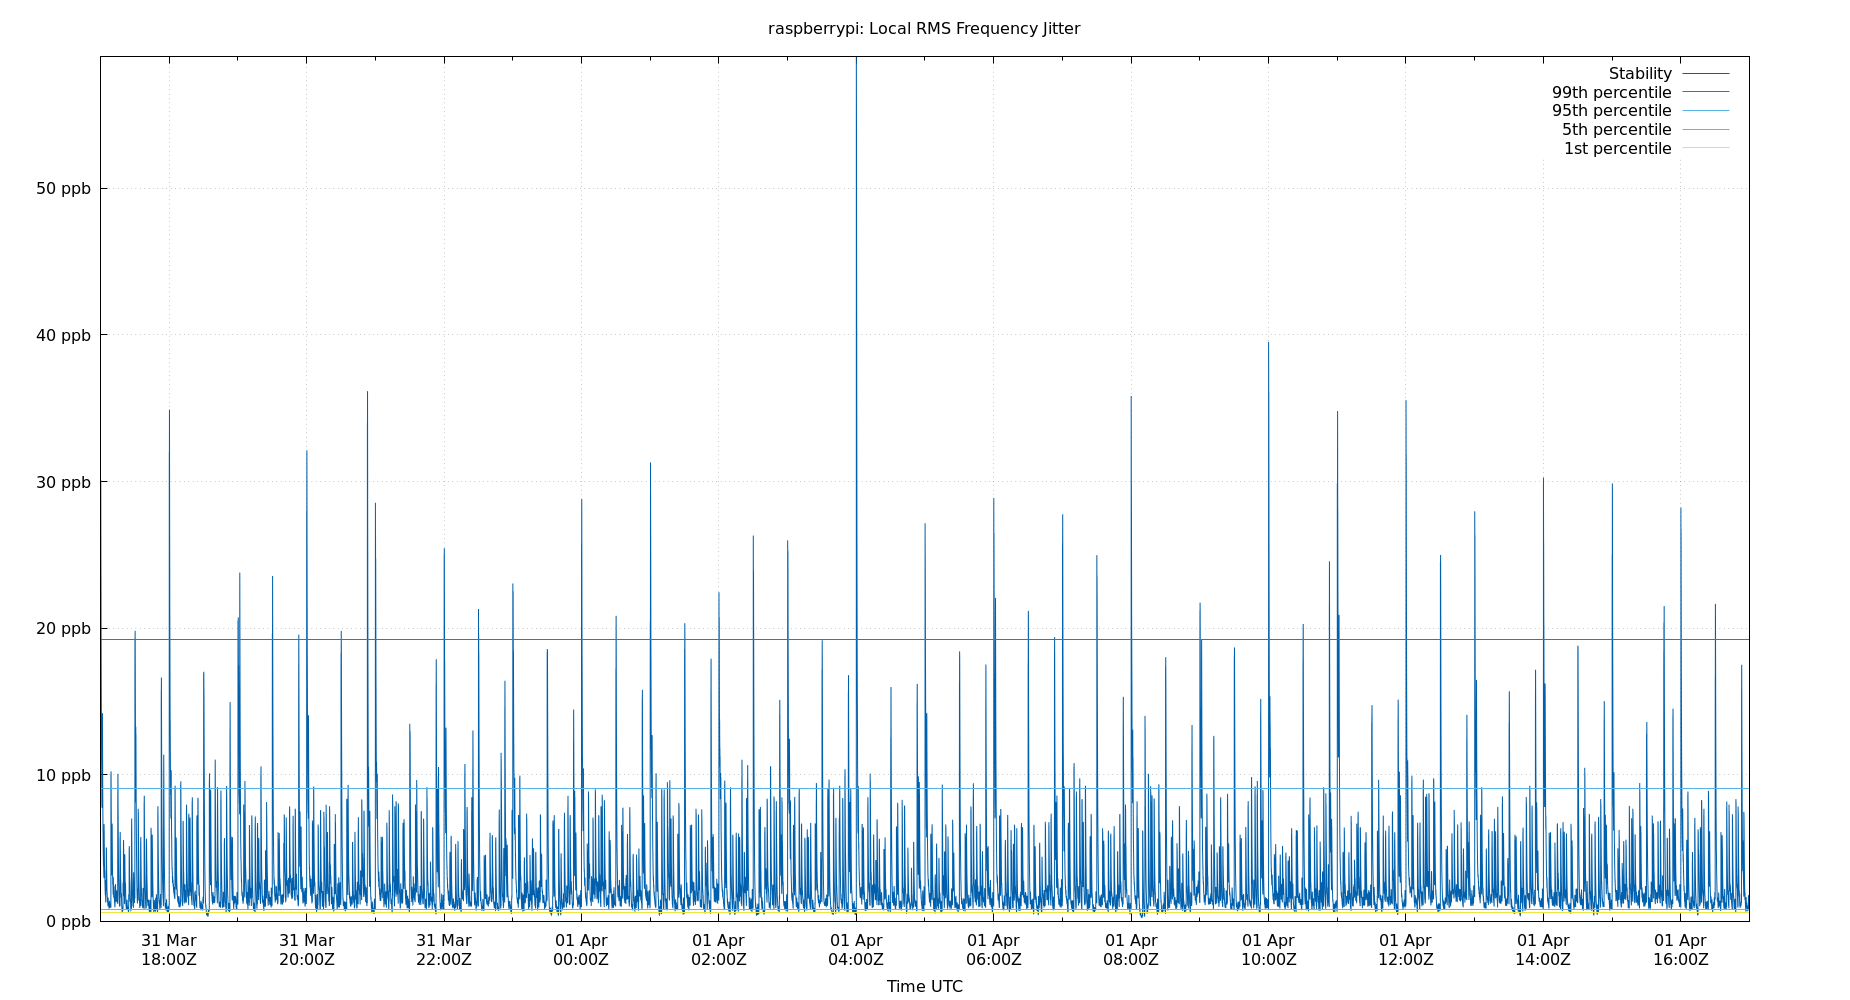 raspberrypi: Local RMS Frequency Jitter
Stability
99th percentile
95th percentile
5th percentile
1st percentile
50 ppb
40 ppb
30 ppb
20 ppb
10 ppb
0 ppb
31 Mar 31 Mar 31 Mar 01 Apr 01 Apr 01 Apr 01 Apr 01 Apr 01 Apr 01 Apr 01 Apr 01 Apr
18:00Z 20:00Z 22:00Z 00:00Z 02:00Z 04:00Z 06:00Z 08:00Z 10:00Z 12:00Z 14:00Z 16:00Z
Time UTC